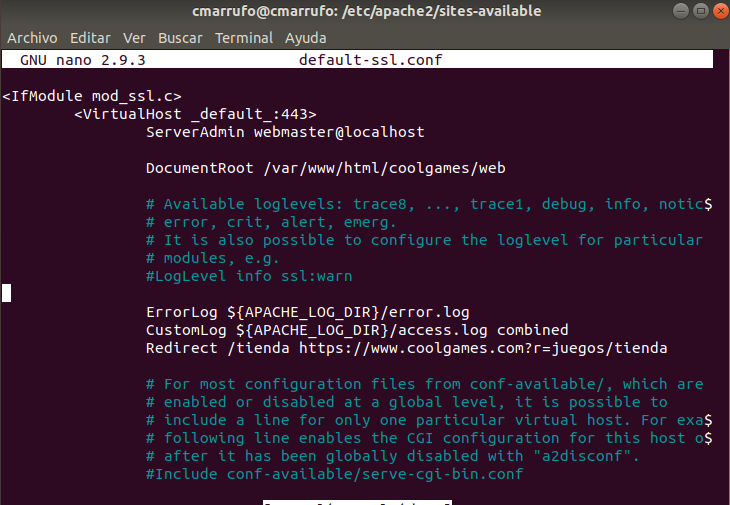 cmarrufo@cmarrufo: /etc/apache2/sites-available
Archivo Editar Ver Buscar Terminal Ayuda
GNU nano 2.9.3 default-ssl.conf
<IfModule mod_ssl.c>
<VirtualHost _default_:443>
ServerAdmin webmaster@localhost
DocumentRoot /var/www/html/coolgames/web
# Available loglevels: trace8, ..., trace1, debug, info, notic$
# error, crit, alert, emerg.
# It is also possible to configure the loglevel for particular
# modules, e.g.
#LogLevel info ssl:warn
ErrorLog ${APACHE_LOG_DIR}/error.log
CustomLog ${APACHE_LOG_DIR}/access.log combined
Redirect /tienda https://www.coolgames.com?r=juegos/tienda
# For most configuration files from conf-available/, which are
# enabled or disabled at a global level, it is possible to
# include a line for only one particular virtual host. For exa$
# following line enables the CGI configuration for this host o$
# after it has been globally disabled with "a2disconf".
#Include conf-available/serve-cgi-bin.conf